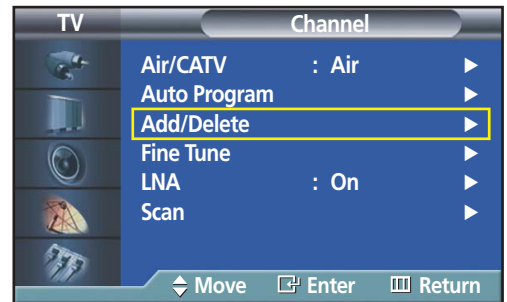 TV Channel
Air/CATV : Air
Auto Program
Add/Delete
Fine Tune
LNA : On
Scan
Move Enter Return